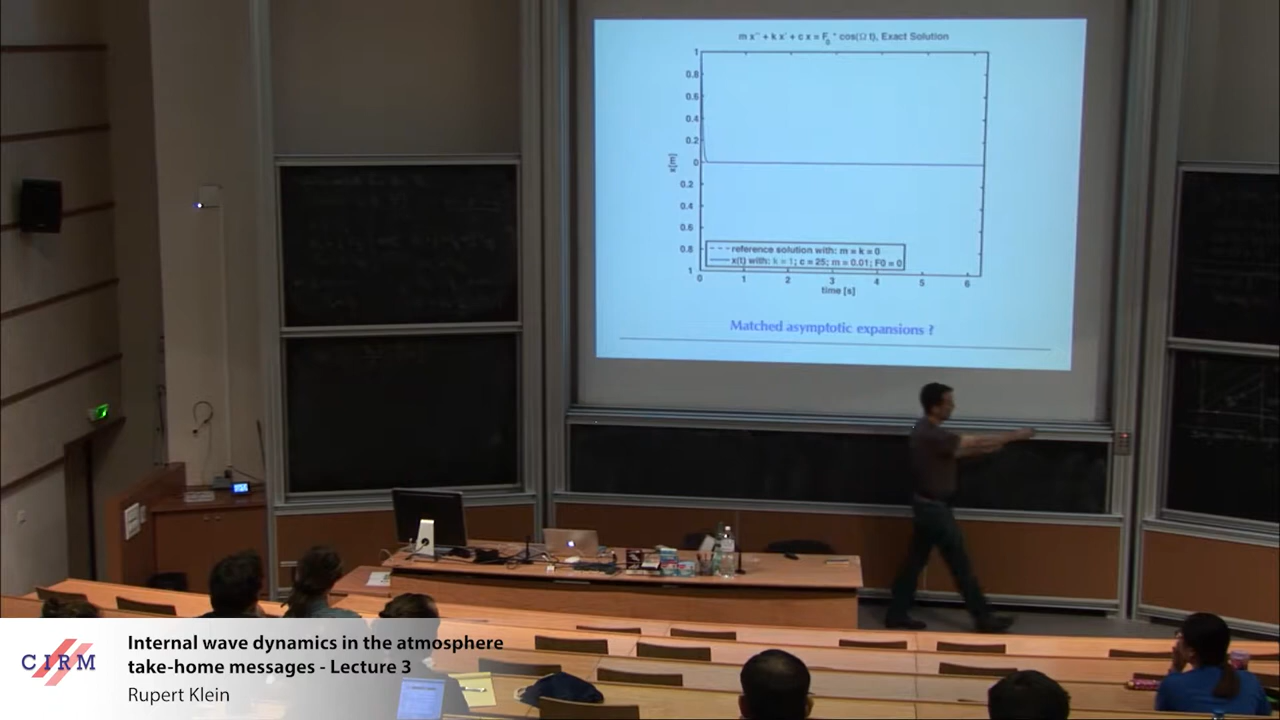 m x'' + k x' + c x = F₀ * cos(Ω t), Exact Solution
1
0.8
0.6
0.4
0.2
0
0.2
0.4
0.6
0.8
1
x[m]
reference solution with: m = k = 0
x(t) with: k = 1; c = 25; m = 0.01; F0 = 0
0 1 2 3 4 5 6
time [s]
Matched asymptotic expansions ?
CIRM
Internal wave dynamics in the atmosphere
take-home messages - Lecture 3
Rupert Klein